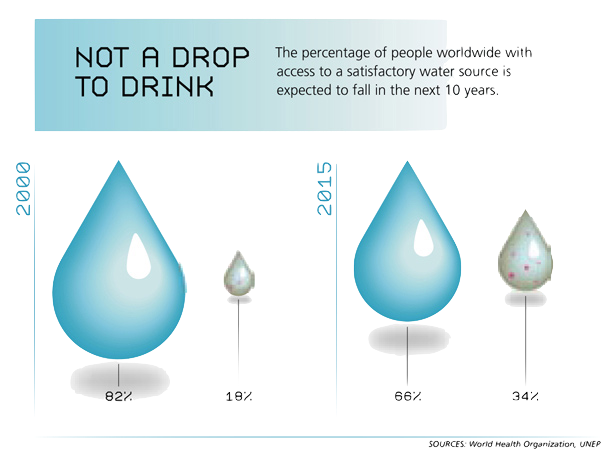 NOT A DROP
TO DRINK
The percentage of people worldwide with
access to a satisfactory water source is
expected to fall in the next 10 years.
2000
82%
18%
2015
66%
34%
SOURCES: World Health Organization, UNEP